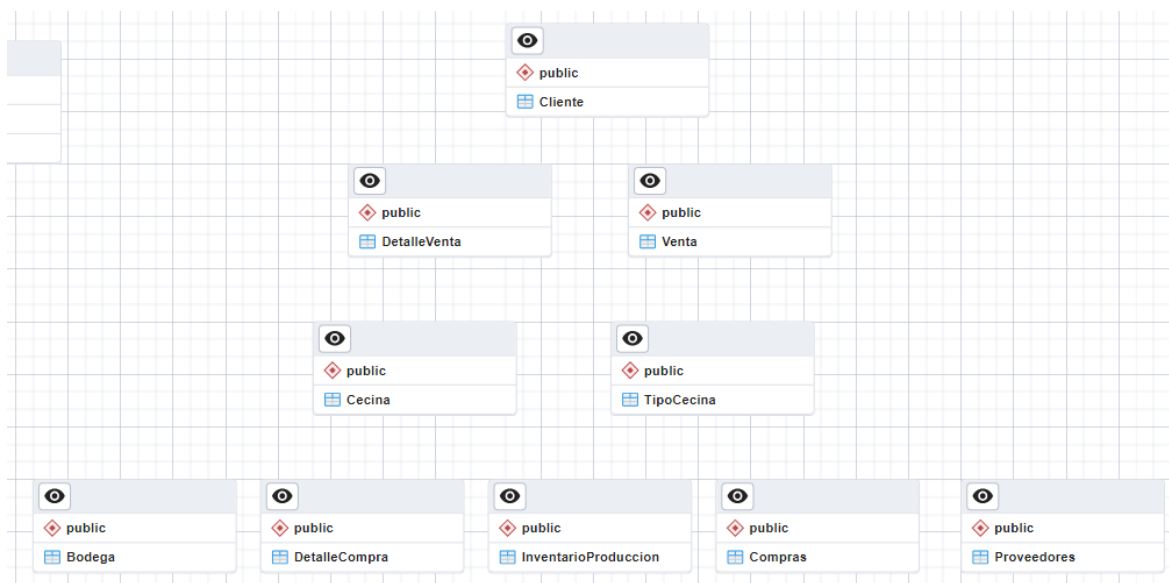 public
Cliente
public
DetalleVenta
public
Venta
public
Cecina
public
TipoCecina
public
Bodega
public
DetalleCompra
public
InventarioProduccion
public
Compras
public
Proveedores